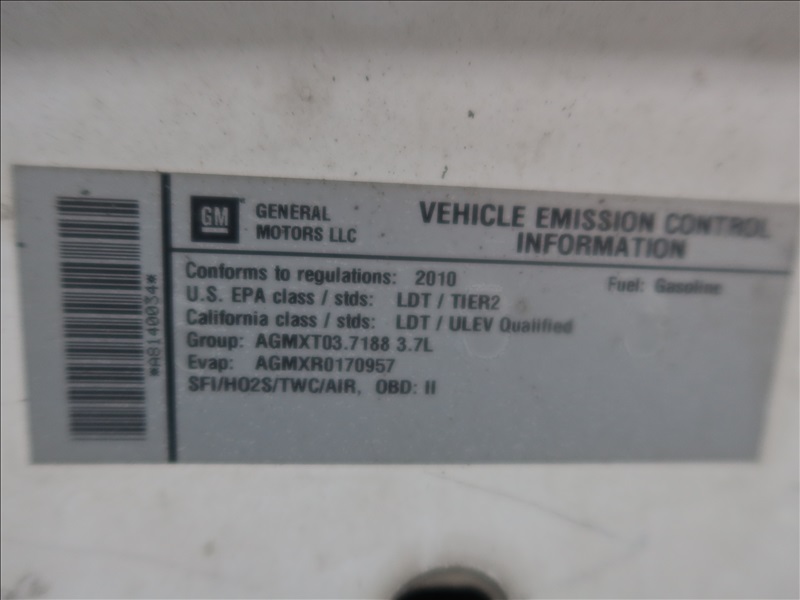 GM
GENERAL
MOTORS LLC
VEHICLE EMISSION CONTROL
INFORMATION
Conforms to regulations: 2010
Fuel: Gasoline
U.S. EPA class / stds: LDT / TIER2
California class / stds: LDT / ULEV Qualified
Group: AGMXT03.7188 3.7L
Evap: AGMXR0170957
SFI/HO2S/TWC/AIR, OBD: II
*A8140034*